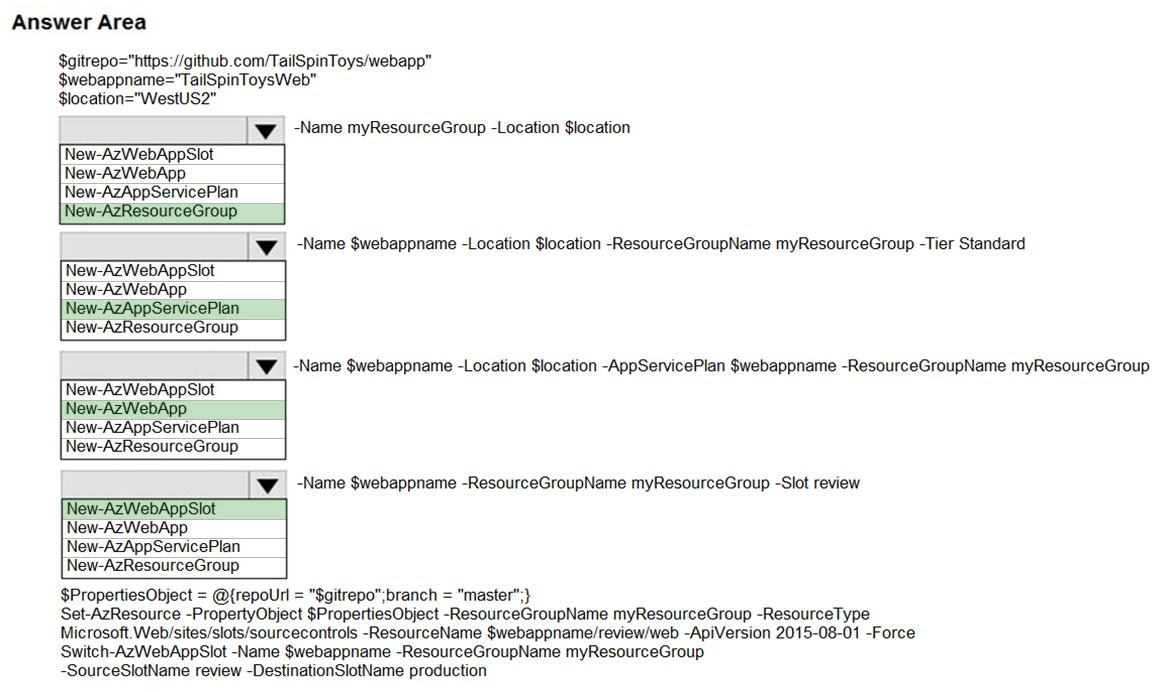 Answer Area
$gitrepo="https://github.com/TailSpinToys/webapp"
$webappname="TailSpinToysWeb"
$location="WestUS2"
-Name myResourceGroup -Location $location
New-AzWebAppSlot
New-AzWebApp
New-AzAppServicePlan
New-AzResourceGroup
-Name $webappname -Location $location -ResourceGroupName myResourceGroup -Tier Standard
New-AzWebAppSlot
New-AzWebApp
New-AzAppServicePlan
New-AzResourceGroup
-Name $webappname -Location $location -AppServicePlan $webappname -ResourceGroupName myResourceGroup
New-AzWebAppSlot
New-AzWebApp
New-AzAppServicePlan
New-AzResourceGroup
-Name $webappname -ResourceGroupName myResourceGroup -Slot review
New-AzWebAppSlot
New-AzWebApp
New-AzAppServicePlan
New-AzResourceGroup
$PropertiesObject = @{repoUrl = "$gitrepo";branch = "master";}
Set-AzResource -PropertyObject $PropertiesObject -ResourceGroupName myResourceGroup -ResourceType
Microsoft.Web/sites/slots/sourcecontrols -ResourceName $webappname/review/web -ApiVersion 2015-08-01 -Force
Switch-AzWebAppSlot -Name $webappname -ResourceGroupName myResourceGroup
-SourceSlotName review -DestinationSlotName production